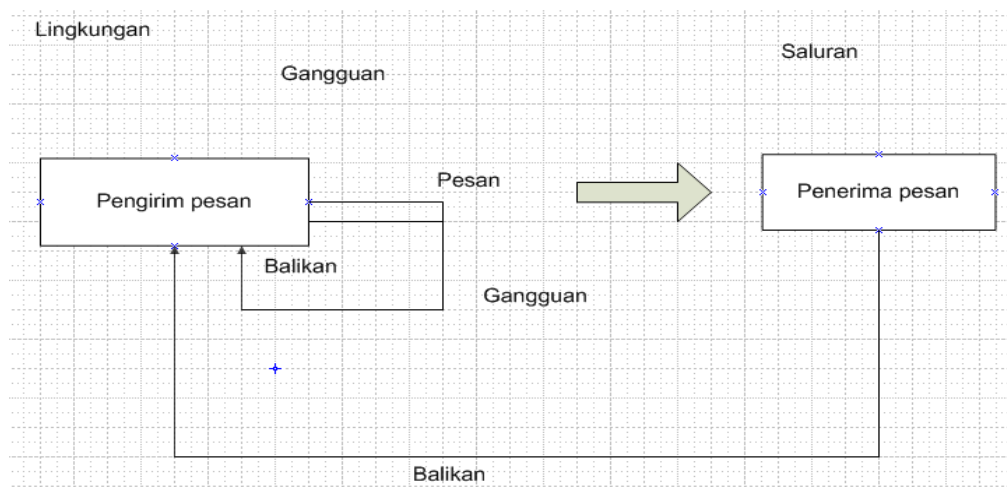 Lingkungan
Saluran
Gangguan
Pesan
Pengirim pesan
Penerima pesan
Balikan
Gangguan
Balikan